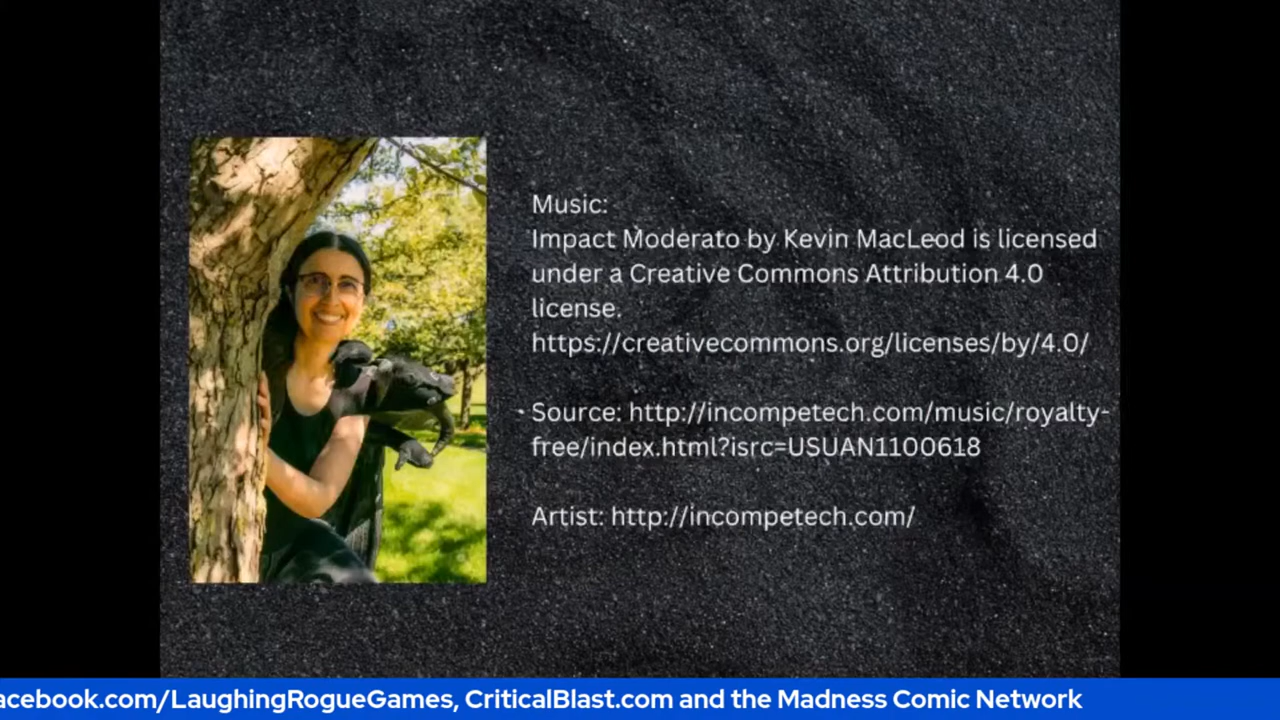 Music:
Impact Moderato by Kevin MacLeod is licensed
under a Creative Commons Attribution 4.0
license.
https://creativecommons.org/licenses/by/4.0/
Source: http://incompetech.com/music/royalty-
free/index.html?isrc=USUAN1100618
Artist: http://incompetech.com/
acebook.com/LaughingRogueGames, CriticalBlast.com and the Madness Comic Network